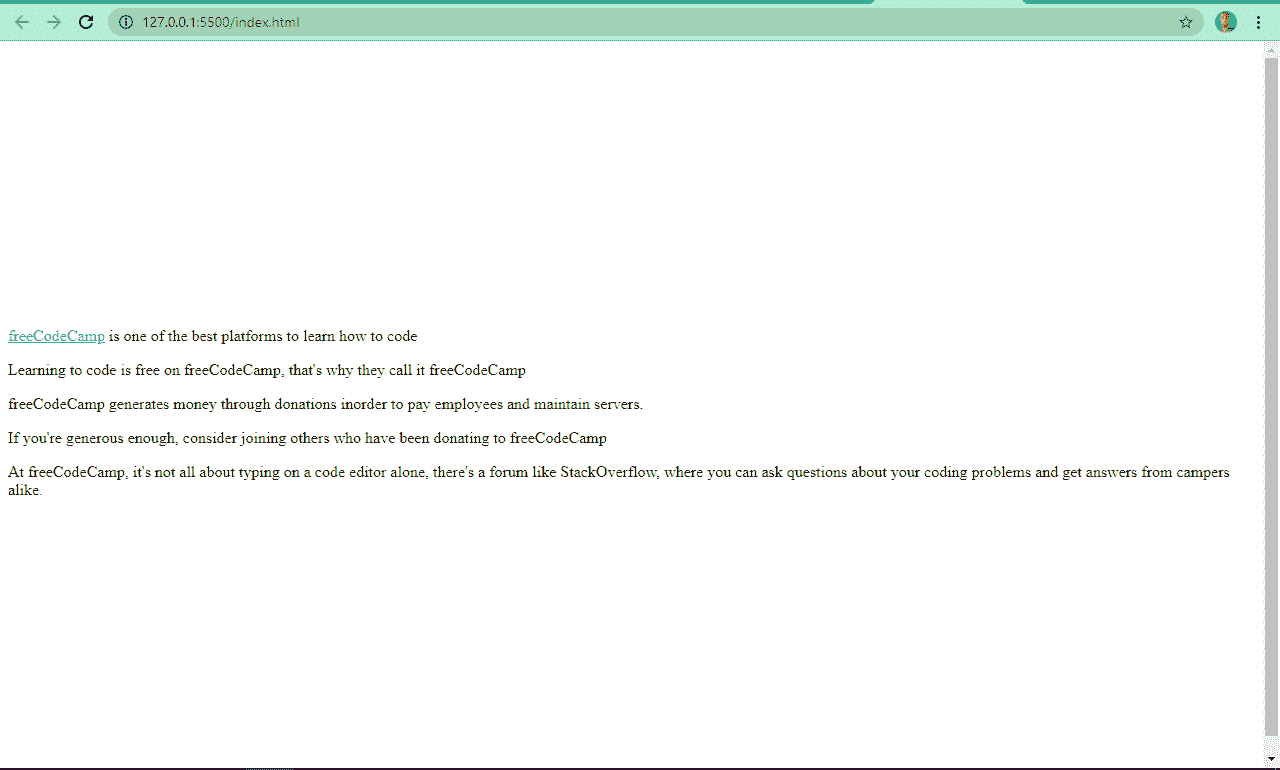 127.0.0.1:5500/index.html
freeCodeCamp is one of the best platforms to learn how to code
Learning to code is free on freeCodeCamp, that's why they call it freeCodeCamp
freeCodeCamp generates money through donations inorder to pay employees and maintain servers.
If you're generous enough, consider joining others who have been donating to freeCodeCamp
At freeCodeCamp, it's not all about typing on a code editor alone, there's a forum like StackOverflow, where you can ask questions about your coding problems and get answers from campers
alike.